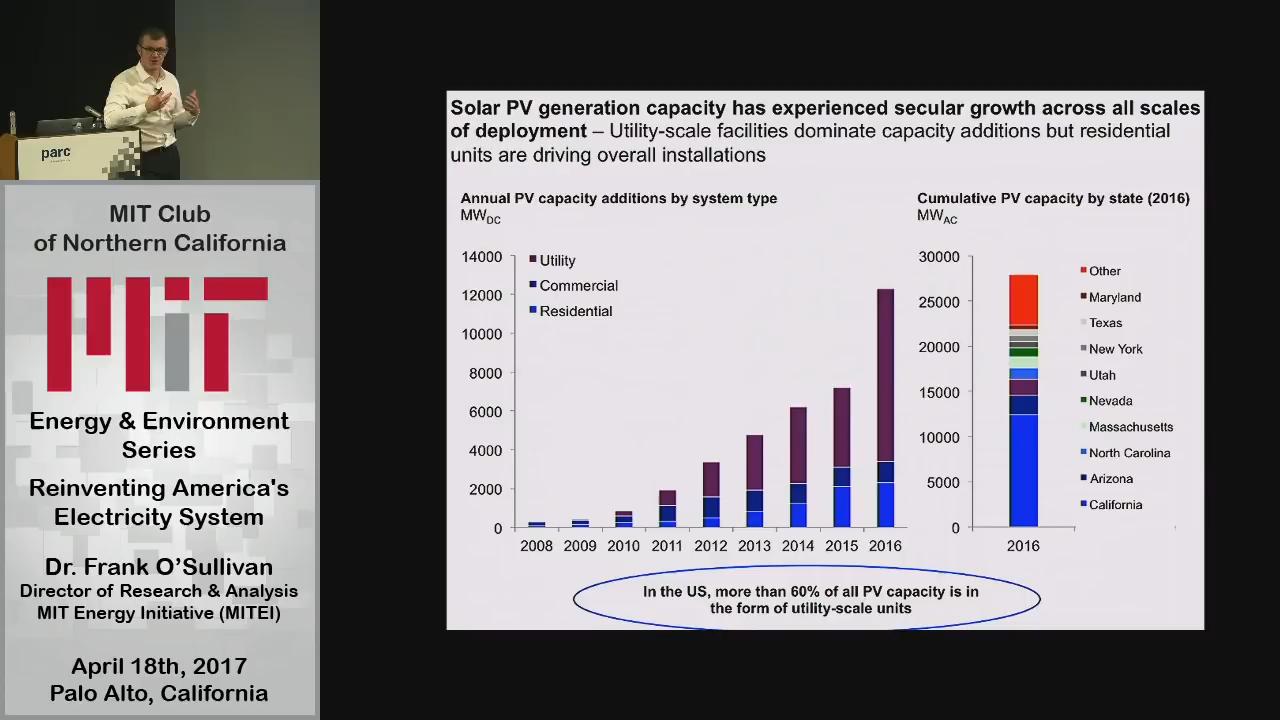 parc
MIT Club
of Northern California
MiT
Energy & Environment
Series
Reinventing America's
Electricity System
Dr. Frank O’Sullivan
Director of Research & Analysis
MIT Energy Initiative (MITEI)
April 18th, 2017
Palo Alto, California
Solar PV generation capacity has experienced secular growth across all scales
of deployment – Utility-scale facilities dominate capacity additions but residential
units are driving overall installations
Annual PV capacity additions by system type
MWDC
14000
12000
10000
8000
6000
4000
2000
0
Utility
Commercial
Residential
2008 2009 2010 2011 2012 2013 2014 2015 2016
Cumulative PV capacity by state (2016)
MWAC
30000
25000
20000
15000
10000
5000
0
2016
Other
Maryland
Texas
New York
Utah
Nevada
Massachusetts
North Carolina
Arizona
California
In the US, more than 60% of all PV capacity is in
the form of utility-scale units